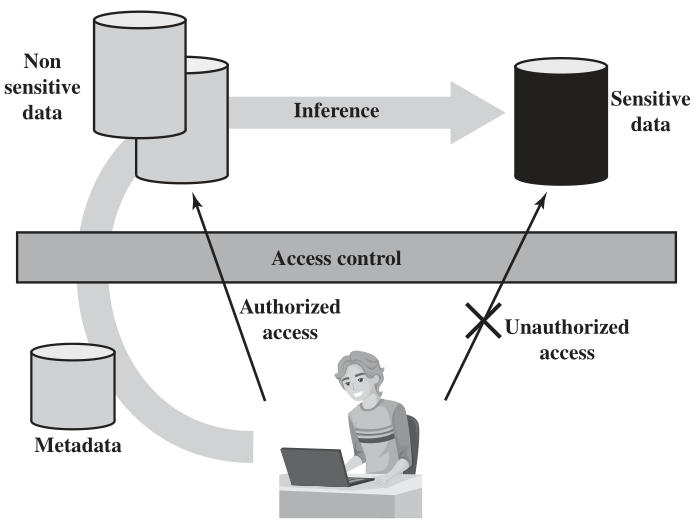 Non
sensitive
data
Inference
Sensitive
data
Access control
Authorized
access
Unauthorized
access
Metadata